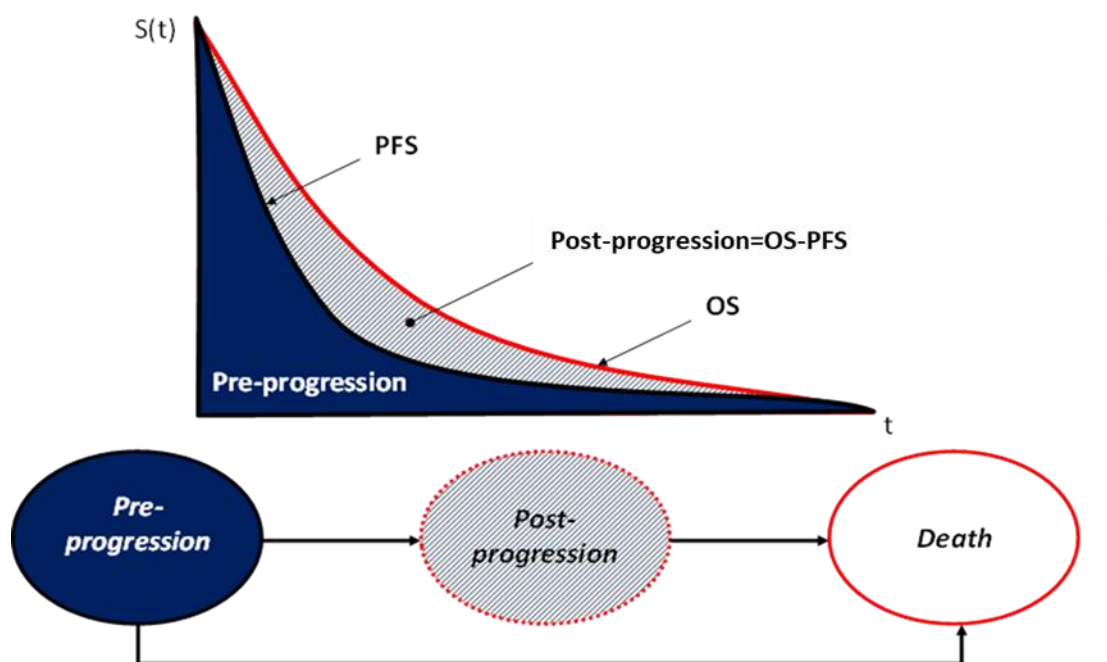 S(t)
PFS
Post-progression=OS-PFS
OS
Pre-progression
t
Pre-
progression
Post-
progression
Death